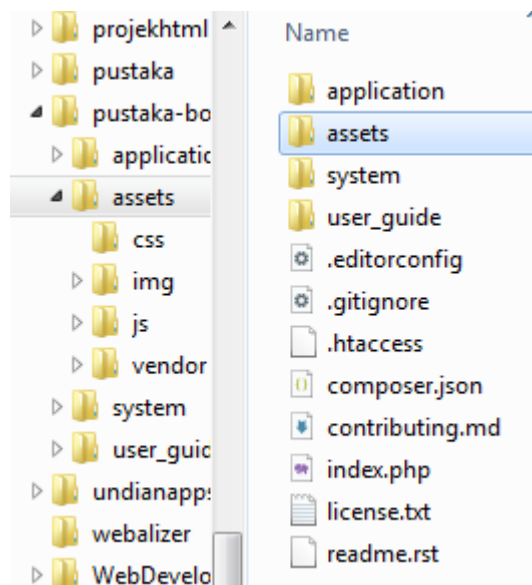 projekhtml
pustaka
pustaka-bo
applicatic
assets
css
img
js
vendor
system
user_guic
undianapp
webalizer
WebDevelo
Name
application
assets
system
user_guide
.editorconfig
.gitignore
.htaccess
composer.json
contributing.md
index.php
license.txt
readme.rst